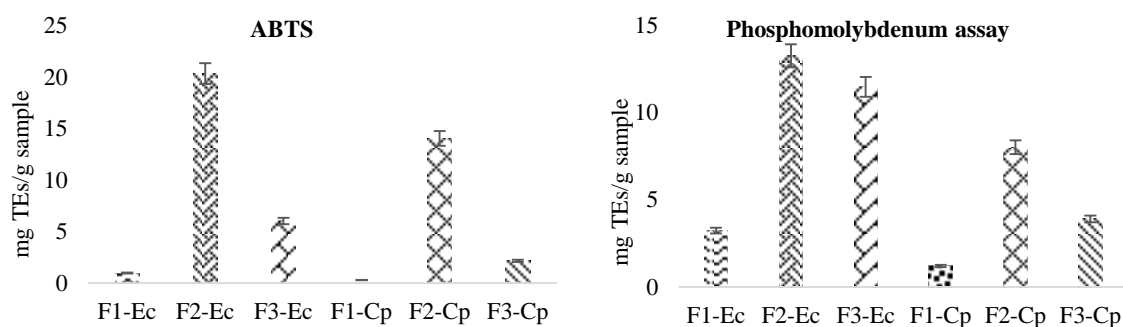 ABTS
mg TEs/g sample
25
20
15
10
5
0
F1-Ec F2-Ec F3-Ec F1-Cp F2-Cp F3-Cp
Phosphomolybdenum assay
mg TEs/g sample
15
10
5
0
F1-Ec F2-Ec F3-Ec F1-Cp F2-Cp F3-Cp